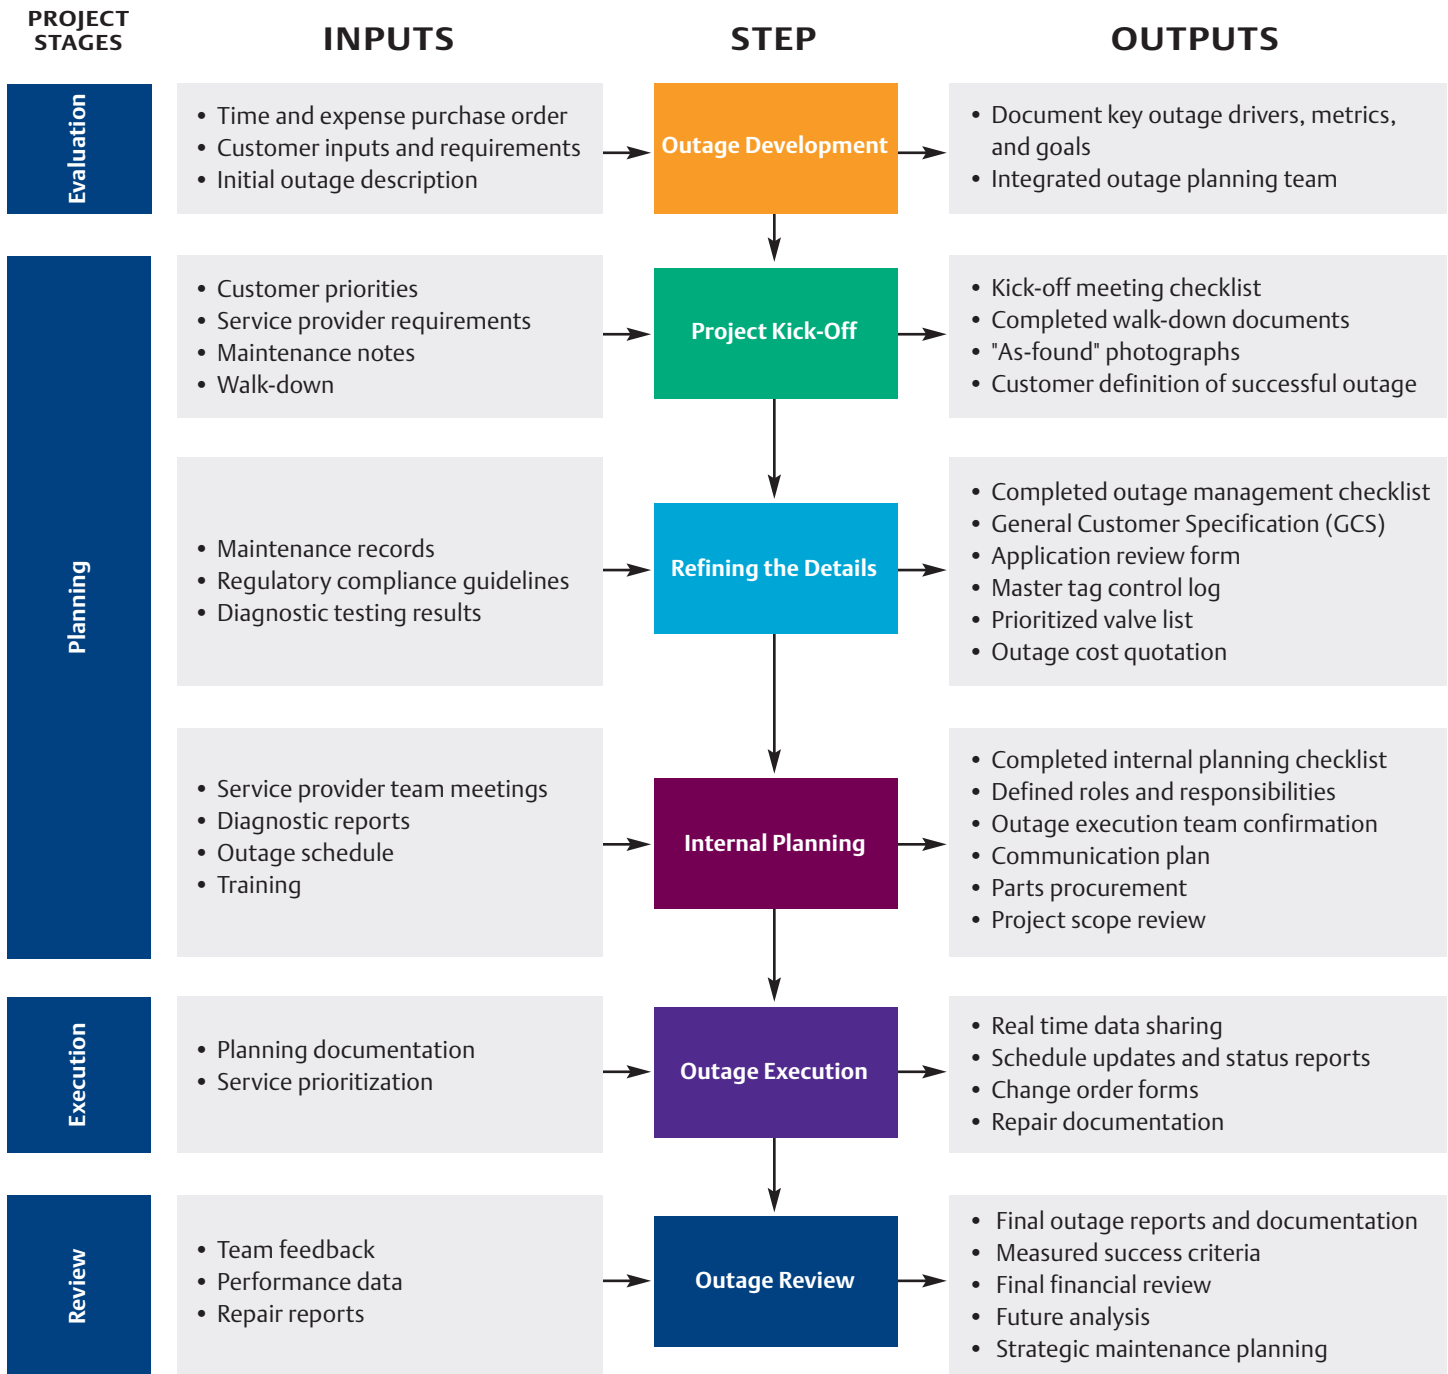 PROJECT
STAGES
INPUTS
STEP
OUTPUTS
Evaluation
• Time and expense purchase order
• Customer inputs and requirements
• Initial outage description
Outage Development
• Document key outage drivers, metrics,
and goals
• Integrated outage planning team
Planning
• Customer priorities
• Service provider requirements
• Maintenance notes
• Walk-down
Project Kick-Off
• Kick-off meeting checklist
• Completed walk-down documents
• "As-found" photographs
• Customer definition of successful outage
• Maintenance records
• Regulatory compliance guidelines
• Diagnostic testing results
Refining the Details
• Completed outage management checklist
• General Customer Specification (GCS)
• Application review form
• Master tag control log
• Prioritized valve list
• Outage cost quotation
• Service provider team meetings
• Diagnostic reports
• Outage schedule
• Training
Internal Planning
• Completed internal planning checklist
• Defined roles and responsibilities
• Outage execution team confirmation
• Communication plan
• Parts procurement
• Project scope review
Execution
• Planning documentation
• Service prioritization
Outage Execution
• Real time data sharing
• Schedule updates and status reports
• Change order forms
• Repair documentation
Review
• Team feedback
• Performance data
• Repair reports
Outage Review
• Final outage reports and documentation
• Measured success criteria
• Final financial review
• Future analysis
• Strategic maintenance planning